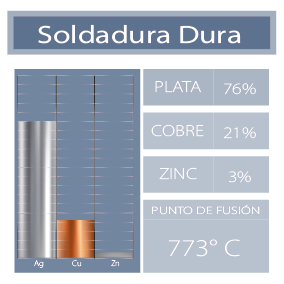 Soldadura Dura
PLATA 76%
COBRE 21%
ZINC 3%
PUNTO DE FUSIÓN
773° C
Ag Cu Zn